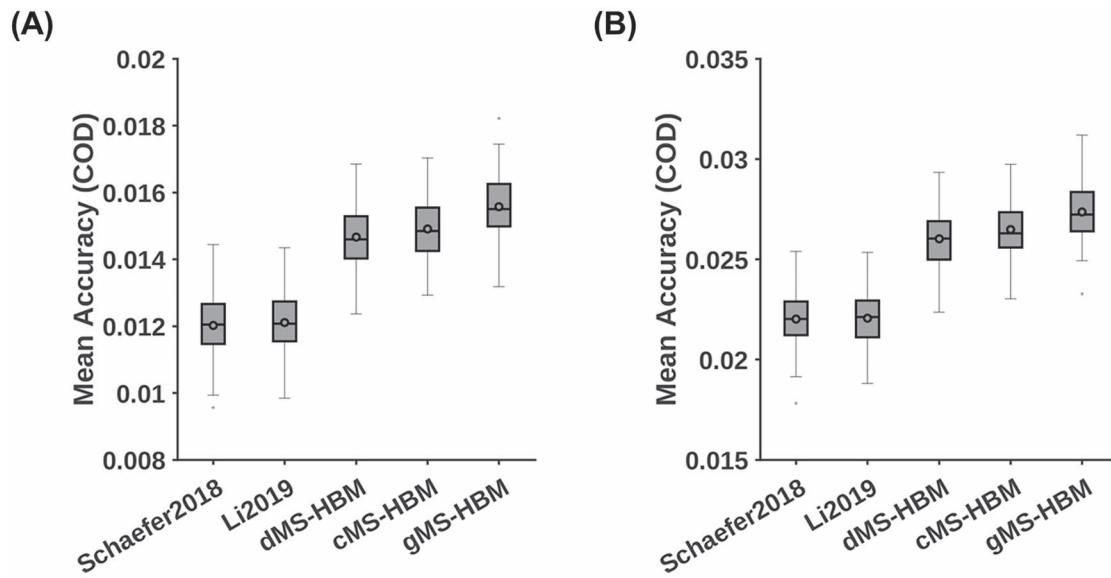 (A)
Mean Accuracy (COD)
0.02
0.018
0.016
0.014
0.012
0.01
0.008
Schaefer2018
Li2019
dMS-HBM
cMS-HBM
gMS-HBM
(B)
Mean Accuracy (COD)
0.035
0.03
0.025
0.02
0.015
Schaefer2018
Li2019
dMS-HBM
cMS-HBM
gMS-HBM